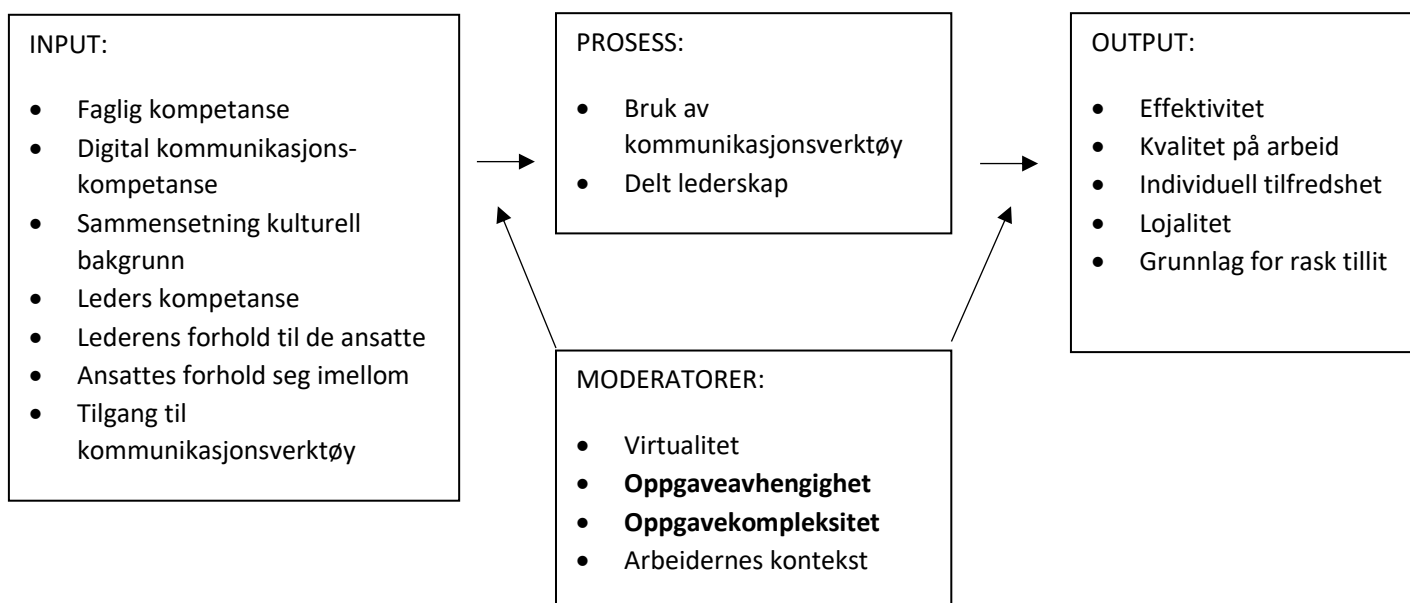 INPUT:
• Faglig kompetanse
• Digital kommunikasjons-
kompetanse
• Sammensetning kulturell
bakgrunn
• Leders kompetanse
• Lederens forhold til de ansatte
• Ansattes forhold seg imellom
• Tilgang til
kommunikasjonsverktøy
PROSESS:
• Bruk av
kommunikasjonsverktøy
• Delt lederskap
OUTPUT:
• Effektivitet
• Kvalitet på arbeid
• Individuell tilfredshet
• Lojalitet
• Grunnlag for rask tillit
MODERATORER:
• Virtualitet
• Oppgaveavhengighet
• Oppgavekompleksitet
• Arbeidernes kontekst